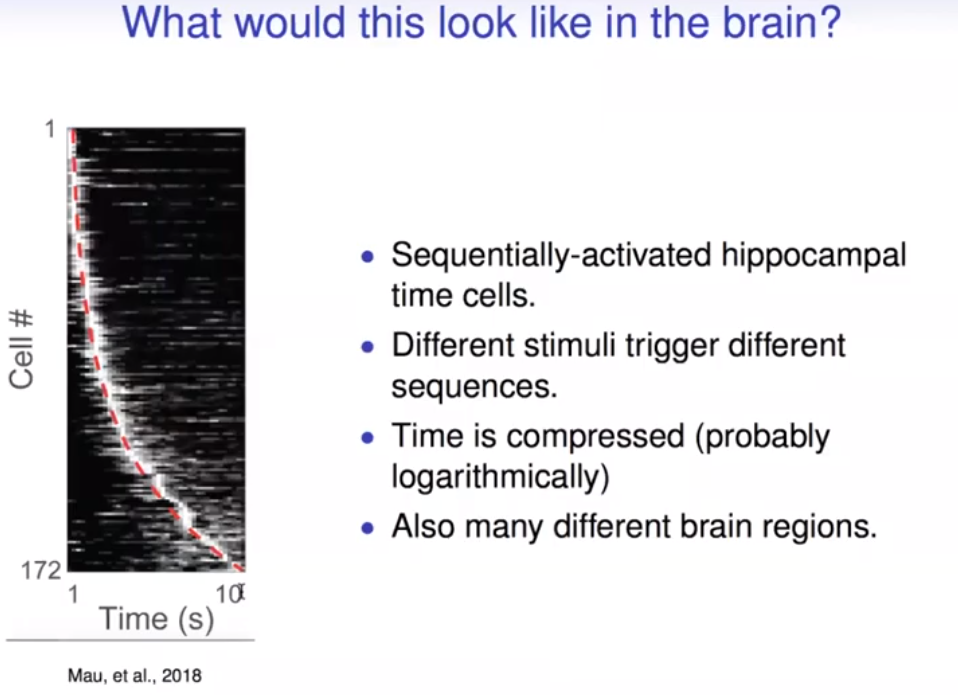 What would this look like in the brain?
1
Cell #
172
1
10
Time (s)
Mau, et al., 2018
• Sequentially-activated hippocampal
time cells.
• Different stimuli trigger different
sequences.
• Time is compressed (probably
logarithmically)
• Also many different brain regions.